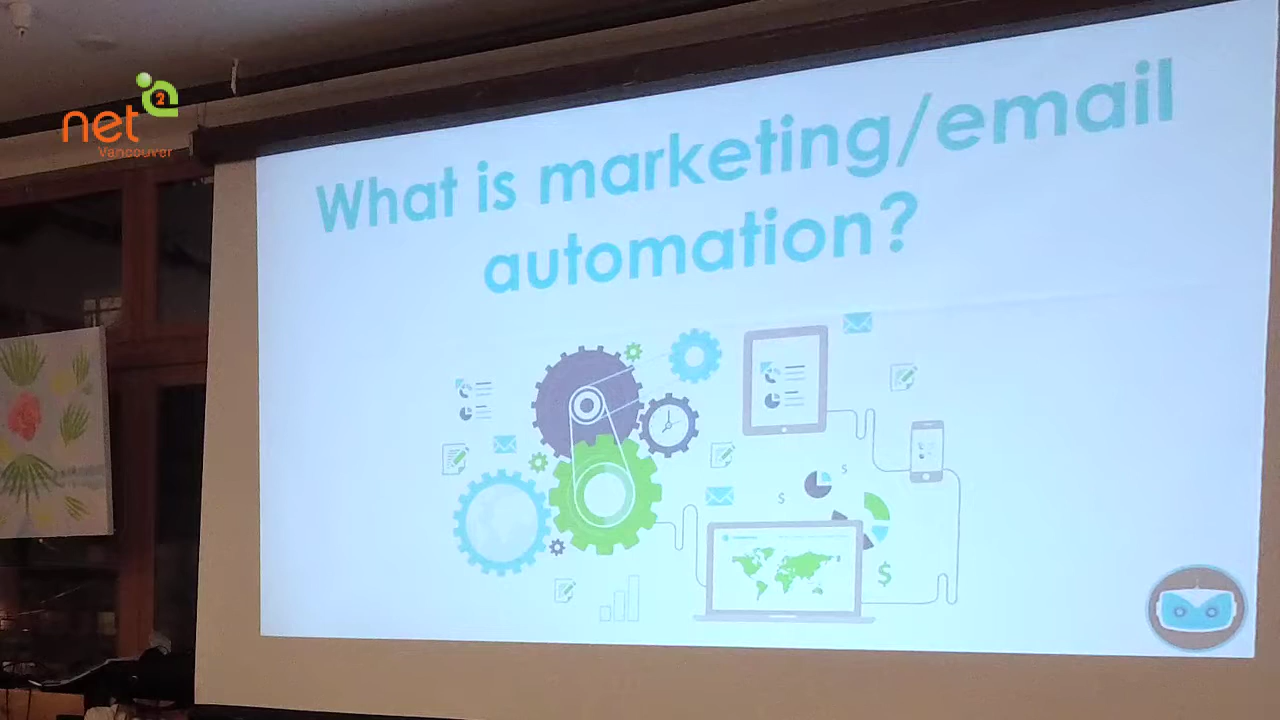 net2
Vancouver
What is marketing/email
automation?
$
$
$